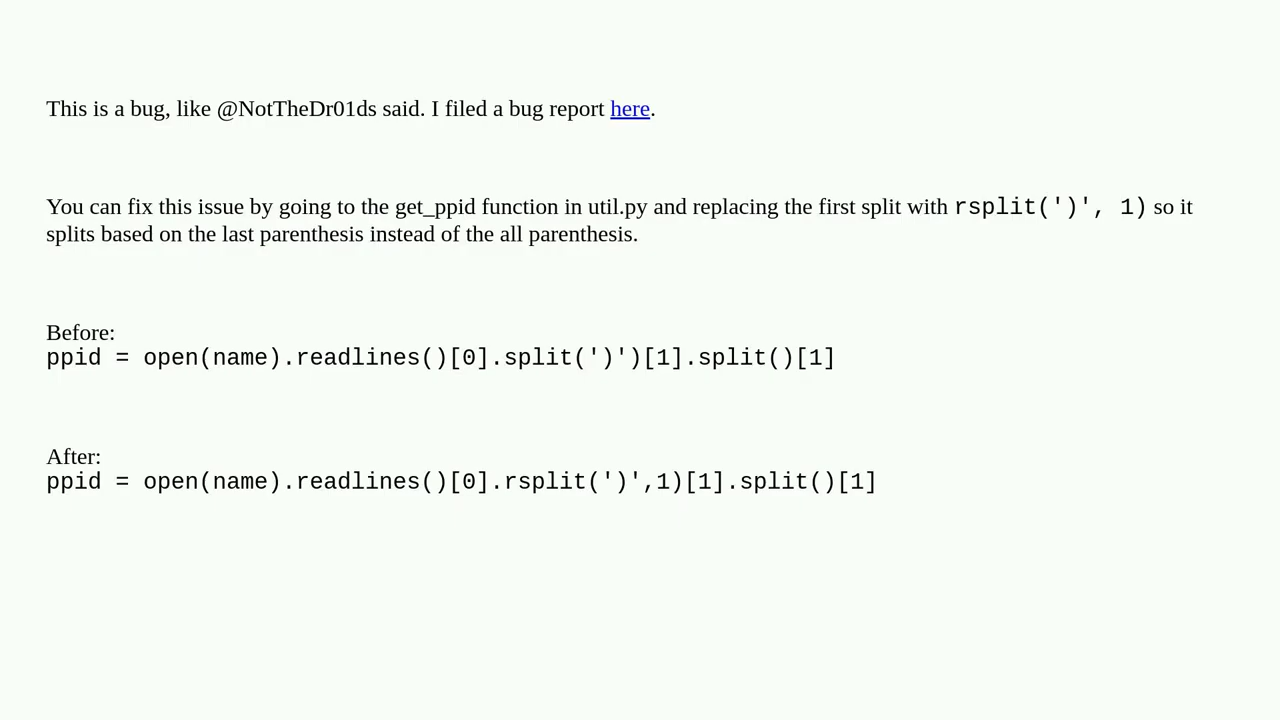 This is a bug, like @NotTheDr01ds said. I filed a bug report here.
You can fix this issue by going to the get_ppid function in util.py and replacing the first split with rsplit(')', 1) so it
splits based on the last parenthesis instead of the all parenthesis.
Before:
ppid = open(name).readlines()[0].split(')')[1].split()[1]
After:
ppid = open(name).readlines()[0].rsplit(')',1)[1].split()[1]